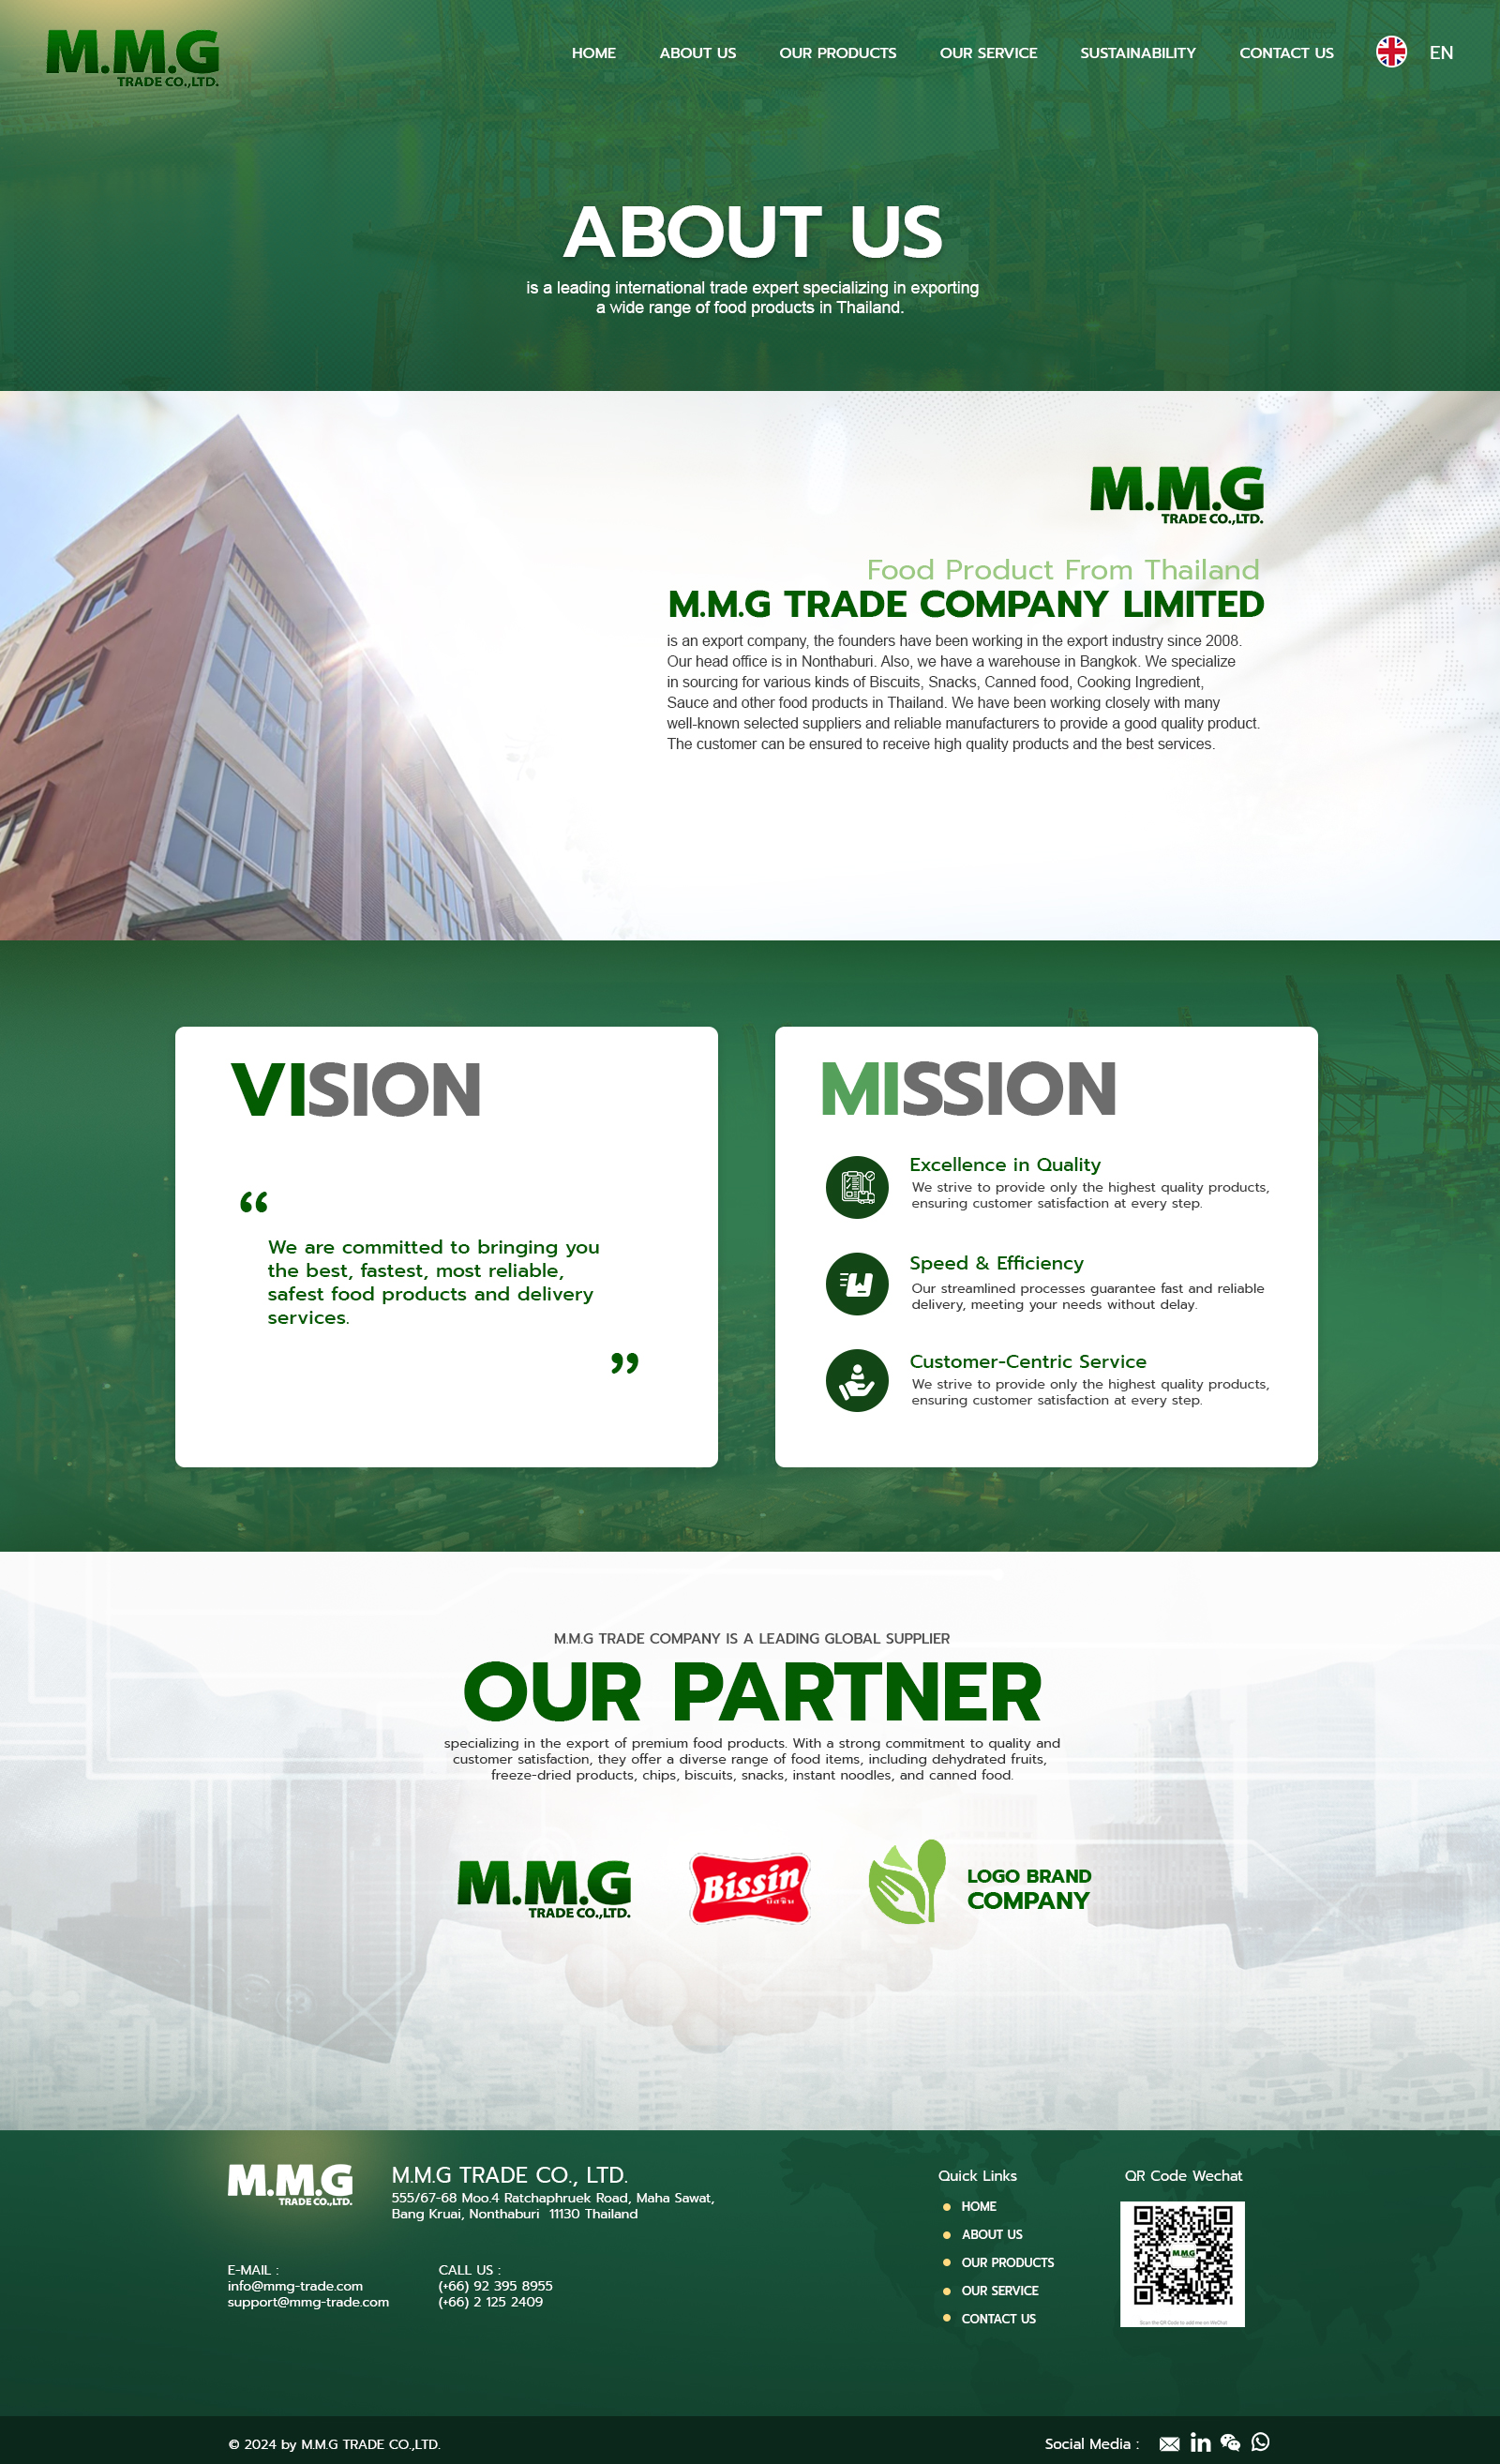 M.M.G
TRADE CO.,LTD.
HOME
ABOUT US
OUR PRODUCTS
OUR SERVICE
SUSTAINABILITY
CONTACT US
EN
ABOUT US
is a leading international trade expert specializing in exporting
a wide range of food products in Thailand.
M.M.G
TRADE CO.,LTD.
Food Product From Thailand
M.M.G TRADE COMPANY LIMITED
is an export company, the founders have been working in the export industry since 2008.
Our head office is in Nonthaburi. Also, we have a warehouse in Bangkok. We specialize
in sourcing for various kinds of Biscuits, Snacks, Canned food, Cooking Ingredient,
Sauce and other food products in Thailand. We have been working closely with many
well-known selected suppliers and reliable manufacturers to provide a good quality product.
The customer can be ensured to receive high quality products and the best services.
VISION
“
We are committed to bringing you
the best, fastest, most reliable,
safest food products and delivery
services.
”
MISSION
Excellence in Quality
We strive to provide only the highest quality products,
ensuring customer satisfaction at every step.
Speed & Efficiency
Our streamlined processes guarantee fast and reliable
delivery, meeting your needs without delay.
Customer-Centric Service
We strive to provide only the highest quality products,
ensuring customer satisfaction at every step.
M.M.G TRADE COMPANY IS A LEADING GLOBAL SUPPLIER
OUR PARTNER
specializing in the export of premium food products. With a strong commitment to quality and
customer satisfaction, they offer a diverse range of food items, including dehydrated fruits,
freeze-dried products, chips, biscuits, snacks, instant noodles, and canned food.
M.M.G
TRADE CO.,LTD.
Bissin
บิสชิน
LOGO BRAND
COMPANY
M.M.G
TRADE CO.,LTD.
M.M.G TRADE CO., LTD.
555/67-68 Moo.4 Ratchaphruek Road, Maha Sawat,
Bang Kruai, Nonthaburi 11130 Thailand
E-MAIL :
info@mmg-trade.com
support@mmg-trade.com
CALL US :
(+66) 92 395 8955
(+66) 2 125 2409
Quick Links
HOME
ABOUT US
OUR PRODUCTS
OUR SERVICE
CONTACT US
QR Code Wechat
M.M.G
Scan the QR Code to add me on WeChat
© 2024 by M.M.G TRADE CO.,LTD.
Social Media :